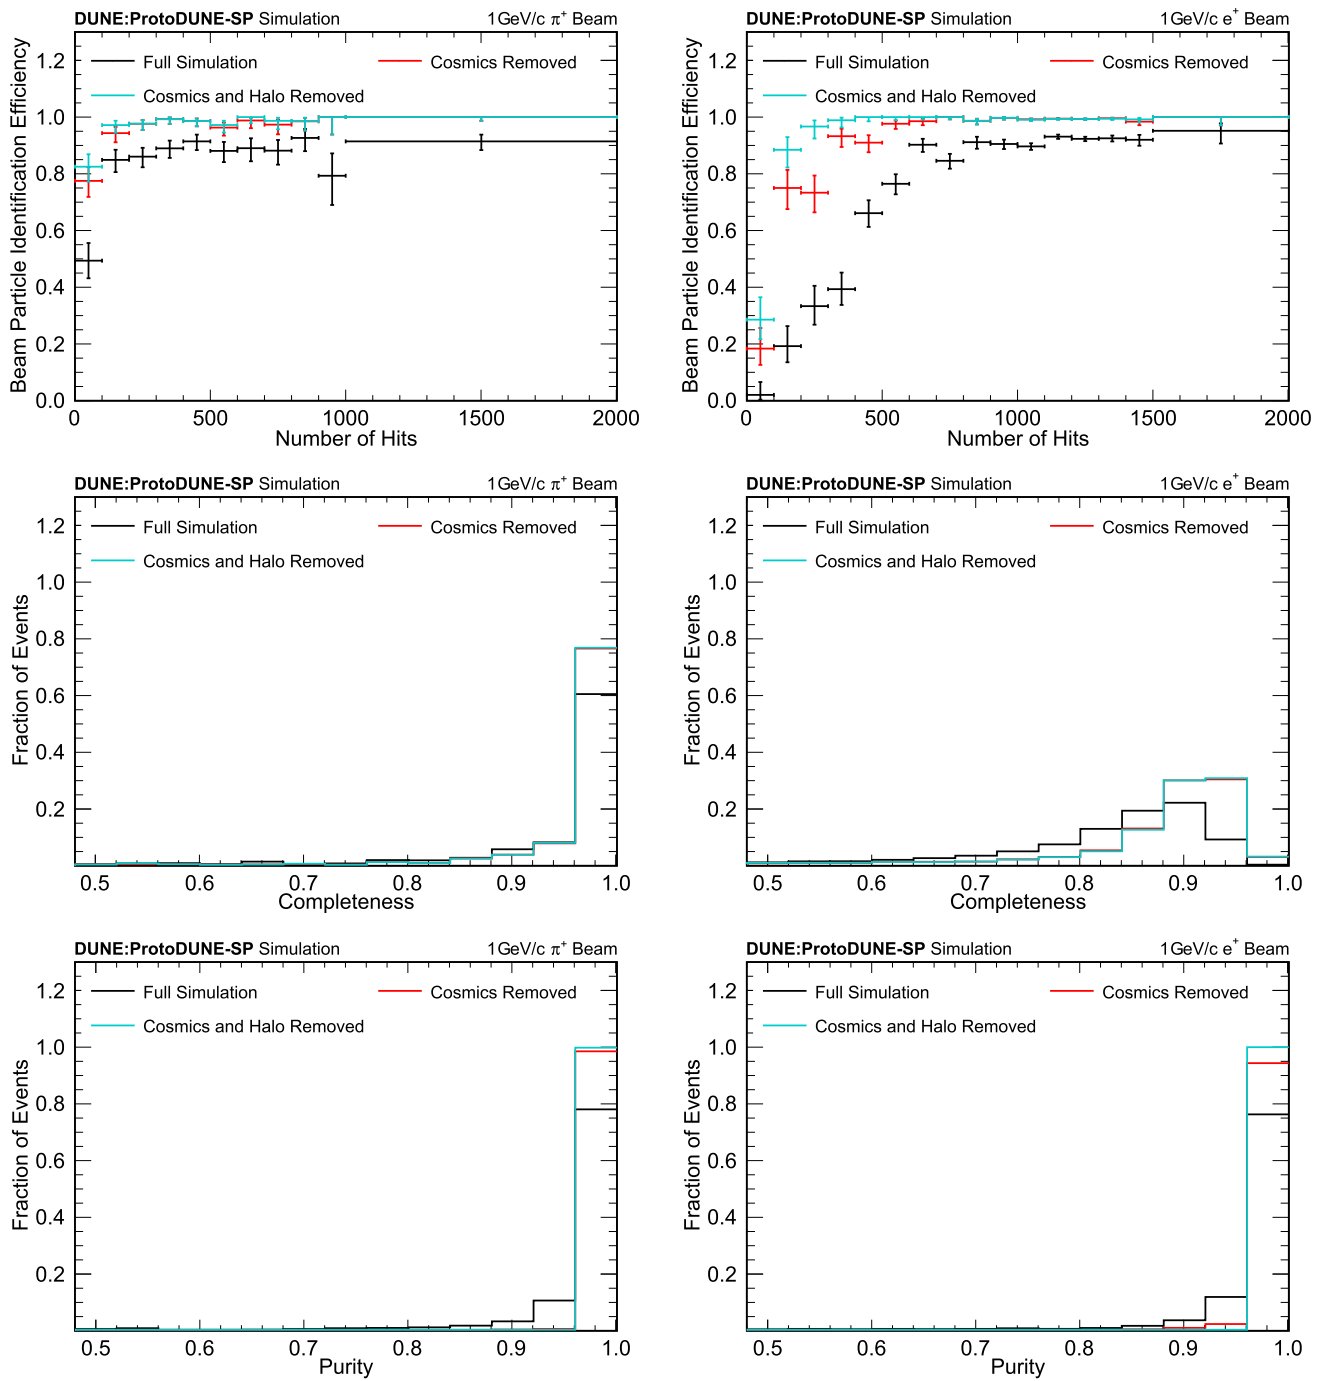 DUNE:ProtoDUNE-SP Simulation 1GeV/c π+ Beam
Beam Particle Identification Efficiency
1.2
1.0
0.8
0.6
0.4
0.2
0.0
Full Simulation Cosmics Removed
Cosmics and Halo Removed
0 500 1000 1500 2000
Number of Hits
DUNE:ProtoDUNE-SP Simulation 1GeV/c e+ Beam
Beam Particle Identification Efficiency
1.2
1.0
0.8
0.6
0.4
0.2
0.0
Full Simulation Cosmics Removed
Cosmics and Halo Removed
0 500 1000 1500 2000
Number of Hits
DUNE:ProtoDUNE-SP Simulation 1GeV/c π+ Beam
Fraction of Events
1.2
1.0
0.8
0.6
0.4
0.2
Full Simulation Cosmics Removed
Cosmics and Halo Removed
0.5 0.6 0.7 0.8 0.9 1.0
Completeness
DUNE:ProtoDUNE-SP Simulation 1GeV/c e+ Beam
Fraction of Events
1.2
1.0
0.8
0.6
0.4
0.2
Full Simulation Cosmics Removed
Cosmics and Halo Removed
0.5 0.6 0.7 0.8 0.9 1.0
Completeness
DUNE:ProtoDUNE-SP Simulation 1GeV/c π+ Beam
Fraction of Events
1.2
1.0
0.8
0.6
0.4
0.2
Full Simulation Cosmics Removed
Cosmics and Halo Removed
0.5 0.6 0.7 0.8 0.9 1.0
Purity
DUNE:ProtoDUNE-SP Simulation 1GeV/c e+ Beam
Fraction of Events
1.2
1.0
0.8
0.6
0.4
0.2
Full Simulation Cosmics Removed
Cosmics and Halo Removed
0.5 0.6 0.7 0.8 0.9 1.0
Purity